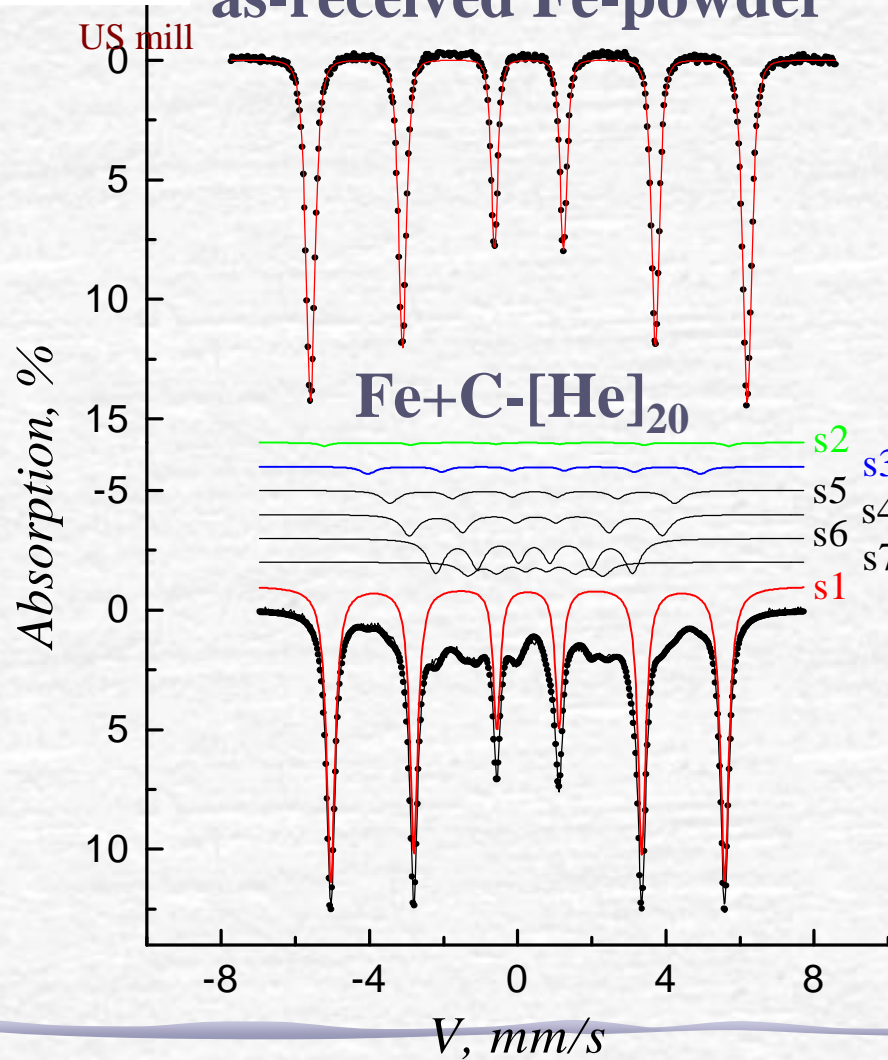 as-received Fe-powder
US mill
0
5
10
15
Fe+C-[He]20
s2
s3
-5
s5
s4
s6
s7
s1
0
5
10
Absorption, %
-8 -4 0 4 8
V, mm/s